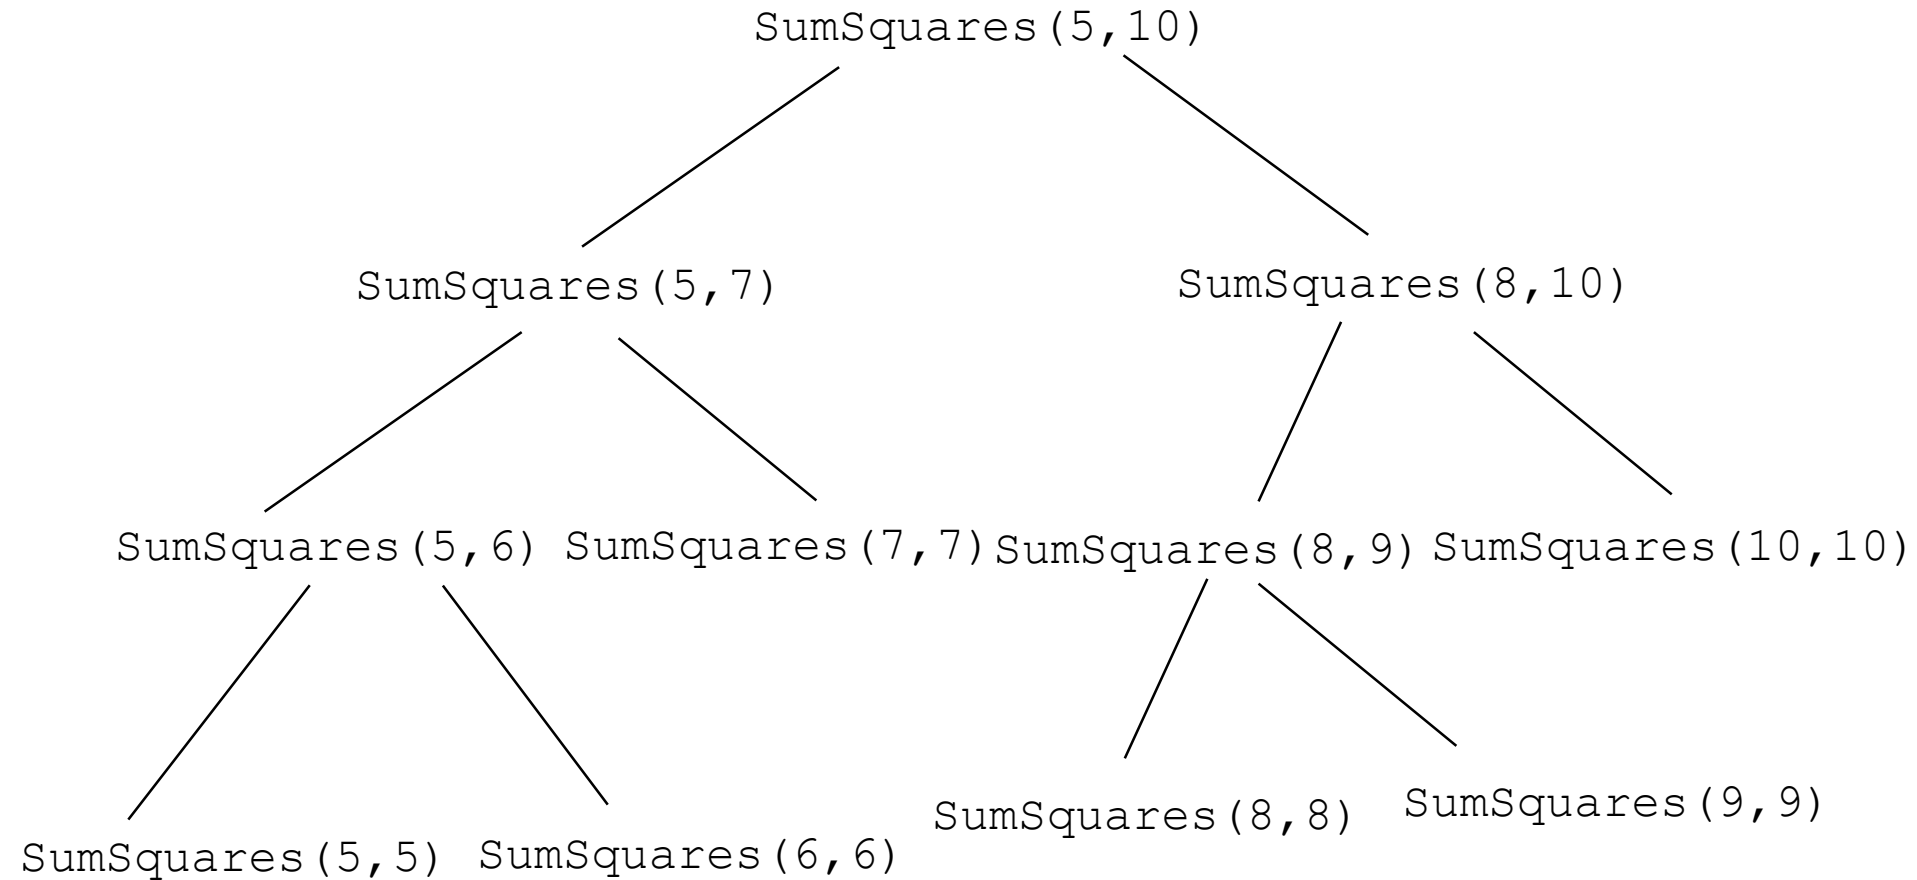 SumSquares(5,10)
SumSquares(5,7)
SumSquares(8,10)
SumSquares(5,6)
SumSquares(7,7)
SumSquares(8,9)
SumSquares(10,10)
SumSquares(5,5)
SumSquares(6,6)
SumSquares(8,8)
SumSquares(9,9)